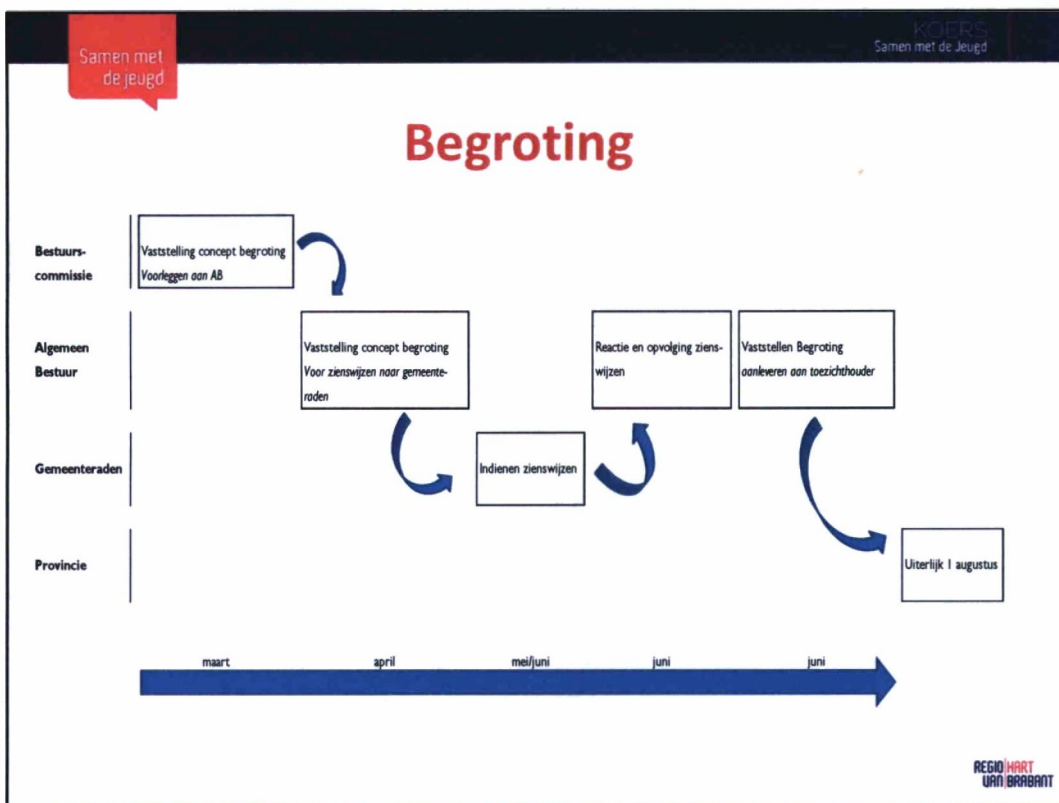 Samen met
de jeugd
KOERS
Samen met de Jeugd
Begroting
Bestuurs-
commissie
Vaststelling concept begroting
Voorleggen aan AB
Algemeen
Bestuur
Vaststelling concept begroting
Voor zienswijzen naar gemeente-
raden
Reactie en opvolging ziens-
wijzen
Vaststellen Begroting
aanleveren aan toezichthouder
Gemeenteraden
Indienen zienswijzen
Provincie
Uiterlijk 1 augustus
maart
april
mei/juni
juni
juni
REGIO HART
VAN BRABANT